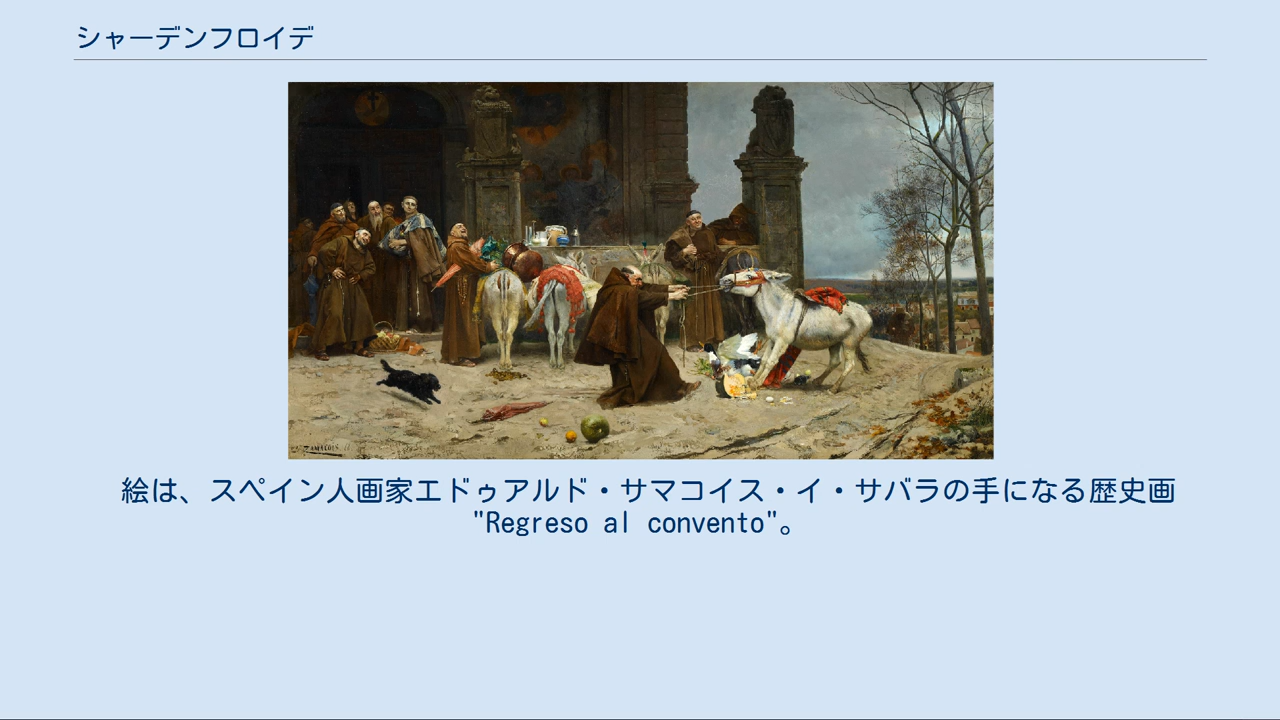 シャーデンフロイデ
ZAMACOIS
絵は、スペイン人画家エドゥアルド・サマコイス・イ・サバラの手になる歴史画
"Regreso al convento"。